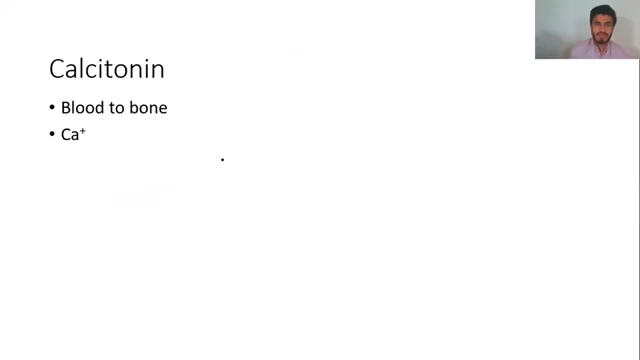 Calcitonin
• Blood to bone
• Ca⁺